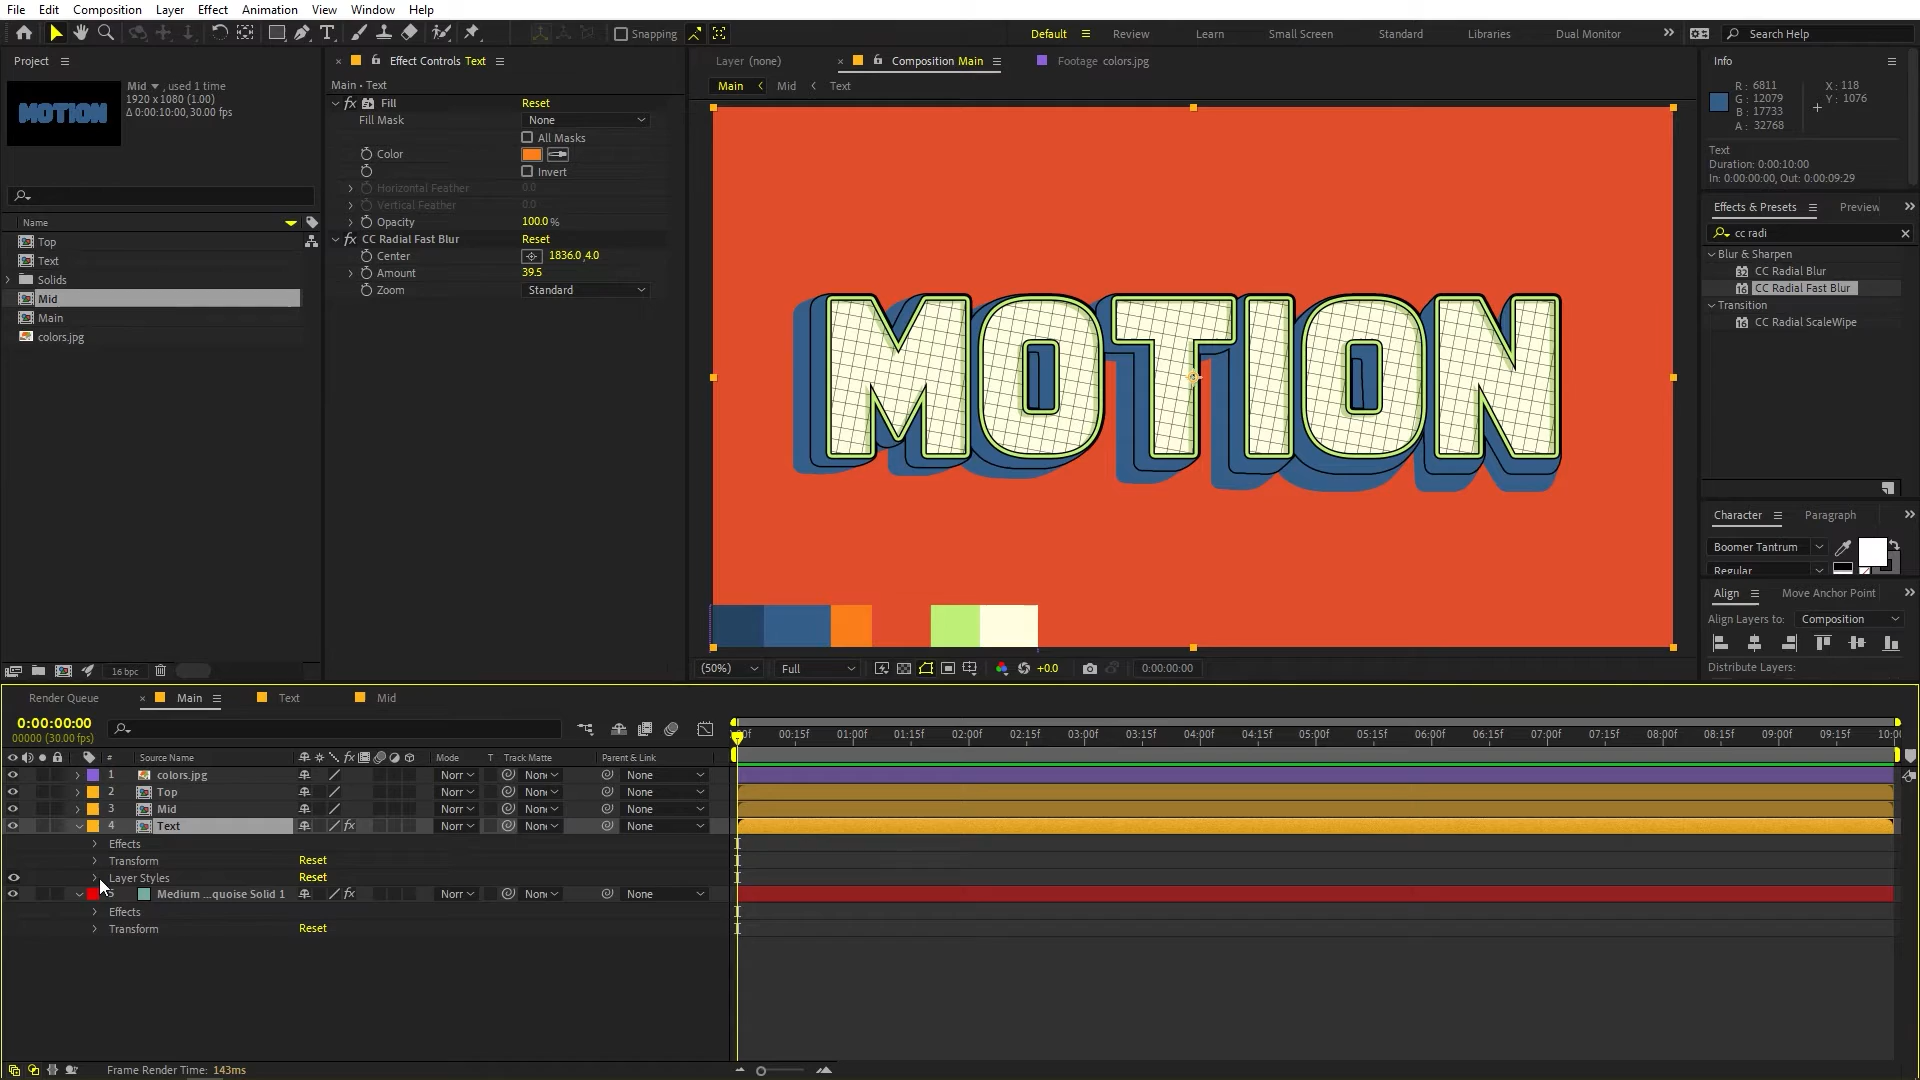 File Edit Composition Layer Effect Animation View Window Help
Snapping
Default Review Learn Small Screen Standard Libraries Dual Monitor Search Help
Project
Mid , used 1 time
1920 x 1080 (1.00)
Δ 0:00:10:00, 30.00 fps
MOTION
Name
Top
Text
Solids
Mid
Main
colors.jpg
16 bpc
Effect Controls Text
Main · Text
fx Fill Reset
Fill Mask None
All Masks
Color
Invert
Horizontal Feather 0.0
Vertical Feather 0.0
Opacity 100.0 %
fx CC Radial Fast Blur Reset
Center 1836.0,4.0
Amount 39.5
Zoom Standard
Layer (none) Composition Main Footage colors.jpg
Main Mid Text
MOTION
(50%) Full +0.0 0:00:00:00
Info
R : 6811
G : 12079
B : 17733
A : 32768
X : 118
Y : 1076
Text
Duration: 0:00:10:00
In: 0:00:00:00, Out: 0:00:09:29
Effects & Presets Preview
cc radi
Blur & Sharpen
CC Radial Blur
CC Radial Fast Blur
Transition
CC Radial ScaleWipe
Character Paragraph
Boomer Tantrum
Regular
Align Move Anchor Point
Align Layers to: Composition
Distribute Layers:
Render Queue Main Text Mid
0:00:00:00
00000 (30.00 fps)
00:15f 01:00f 01:15f 02:00f 02:15f 03:00f 03:15f 04:00f 04:15f 05:00f 05:15f 06:00f 06:15f 07:00f 07:15f 08:00f 08:15f 09:00f 09:15f 10:00
# Source Name fx Mode T Track Matte Parent & Link
1 colors.jpg Norr None None
2 Top Norr None None
3 Mid Norr None None
4 Text fx Norr None None
Effects
Transform Reset
Layer Styles Reset
5 Medium ...quoise Solid 1 fx Norr None None
Effects
Transform Reset
Frame Render Time: 143ms